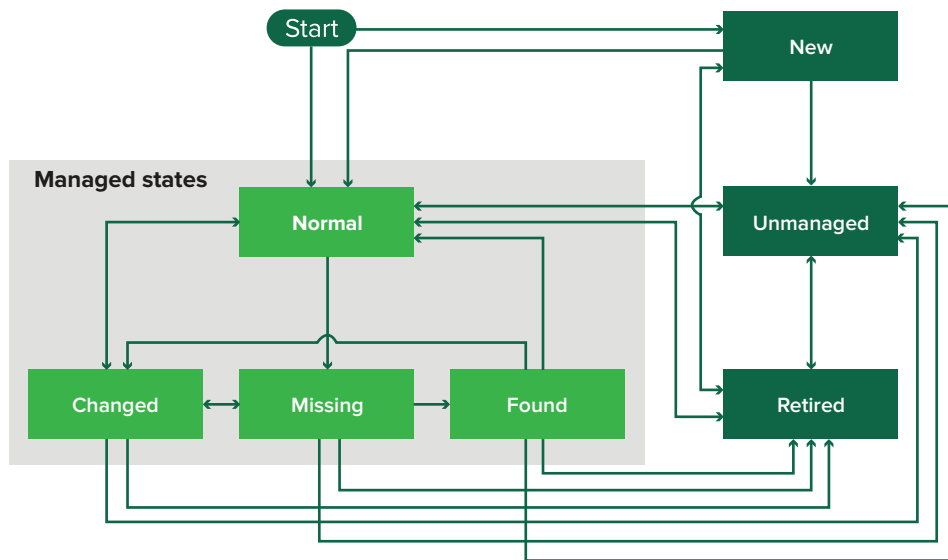 Start
New
Managed states
Normal
Unmanaged
Changed
Missing
Found
Retired